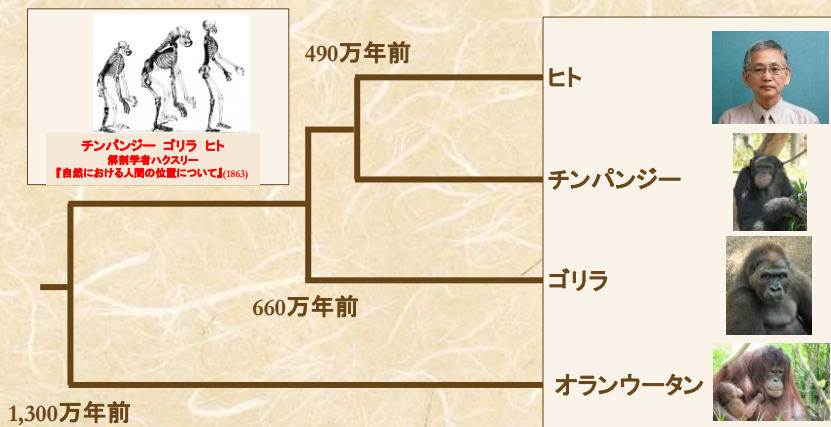 チンパンジー ゴリラ ヒト
解剖学者ハクスリー
『自然における人間の位置について』(1863)
490万年前
ヒト
チンパンジー
ゴリラ
660万年前
オランウータン
1,300万年前